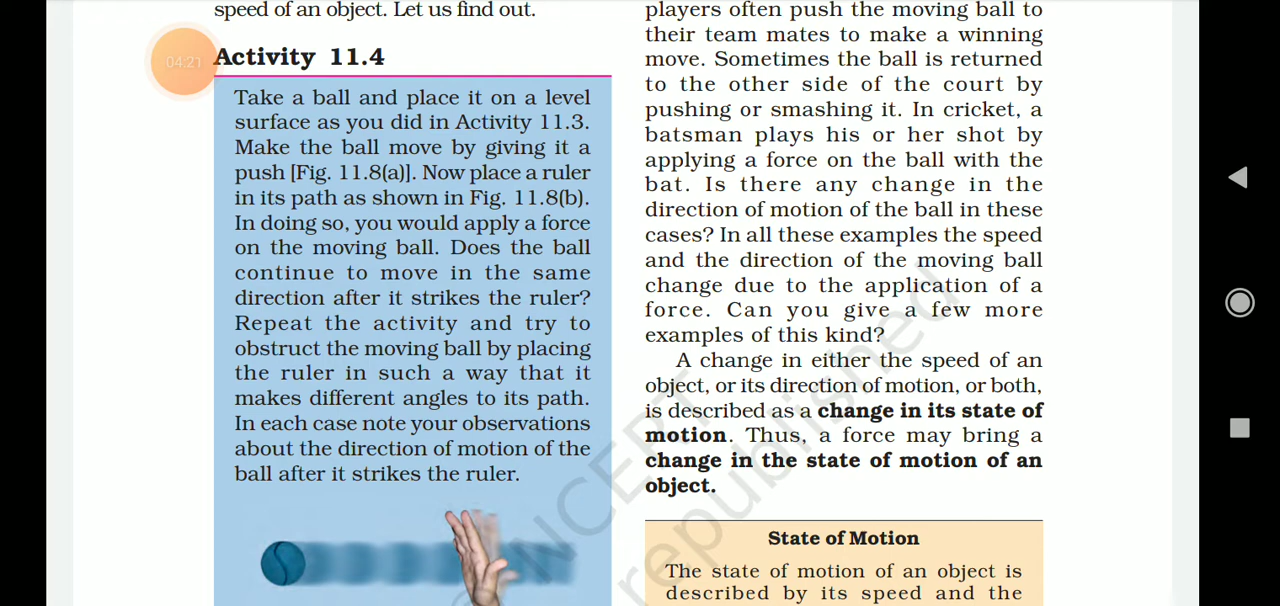 speed of an object. Let us find out.
04:21
Activity 11.4
Take a ball and place it on a level
surface as you did in Activity 11.3.
Make the ball move by giving it a
push [Fig. 11.8(a)]. Now place a ruler
in its path as shown in Fig. 11.8(b).
In doing so, you would apply a force
on the moving ball. Does the ball
continue to move in the same
direction after it strikes the ruler?
Repeat the activity and try to
obstruct the moving ball by placing
the ruler in such a way that it
makes different angles to its path.
In each case note your observations
about the direction of motion of the
ball after it strikes the ruler.
players often push the moving ball to
their team mates to make a winning
move. Sometimes the ball is returned
to the other side of the court by
pushing or smashing it. In cricket, a
batsman plays his or her shot by
applying a force on the ball with the
bat. Is there any change in the
direction of motion of the ball in these
cases? In all these examples the speed
and the direction of the moving ball
change due to the application of a
force. Can you give a few more
examples of this kind?
A change in either the speed of an
object, or its direction of motion, or both,
is described as a change in its state of
motion. Thus, a force may bring a
change in the state of motion of an
object.
State of Motion
The state of motion of an object is
described by its speed and the
NCERT
republished